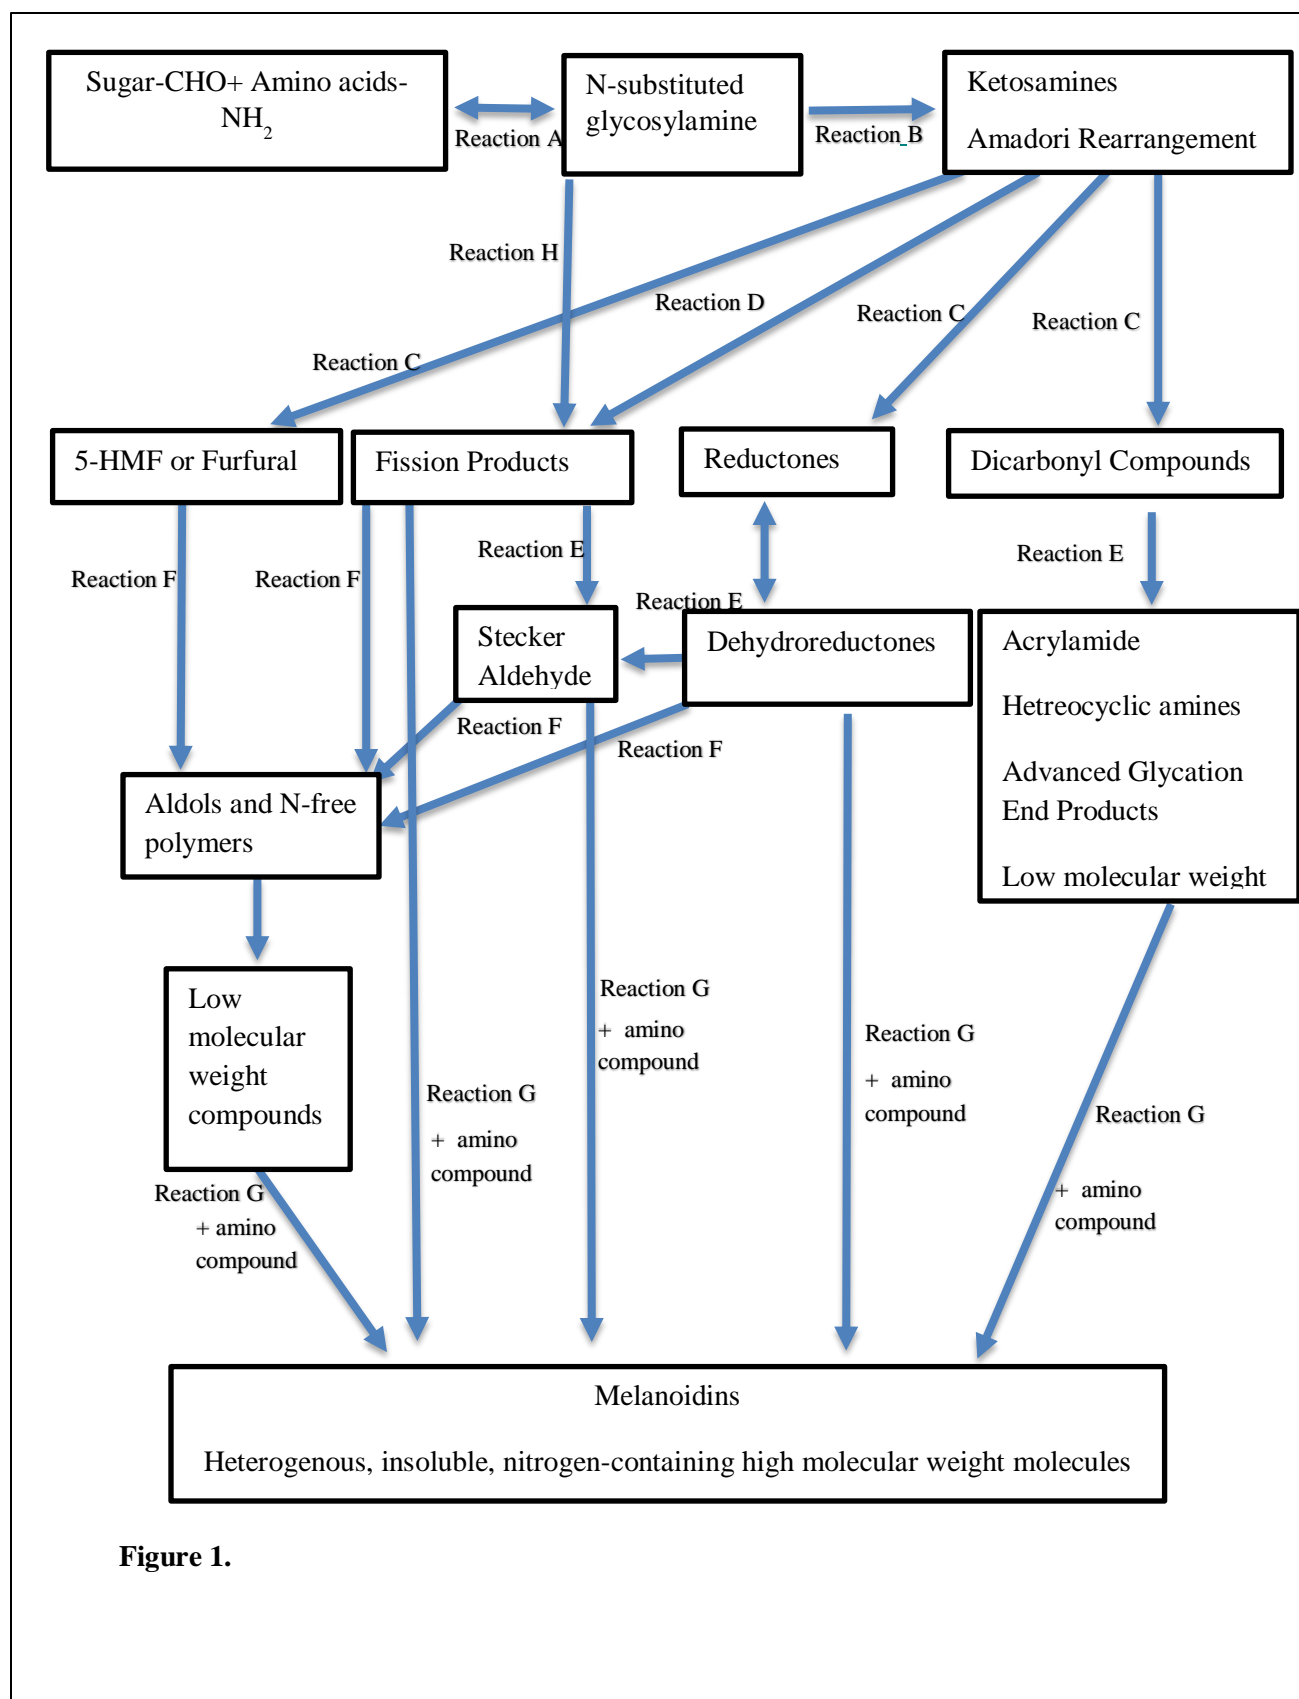 Sugar-CHO+ Amino acids-
NH2
N-substituted
glycosylamine
Ketosamines
Amadori Rearrangement
Reaction A
Reaction B
Reaction H
Reaction D
Reaction C
Reaction C
Reaction C
5-HMF or Furfural
Fission Products
Reductones
Dicarbonyl Compounds
Reaction F
Reaction F
Reaction E
Reaction E
Reaction E
Stecker
Aldehyde
Dehydroreductones
Acrylamide
Hetreocyclic amines
Advanced Glycation
End Products
Low molecular weight
Reaction F
Reaction F
Aldols and N-free
polymers
Low
molecular
weight
compounds
Reaction G
+ amino
compound
Reaction G
+ amino
compound
Reaction G
+ amino
compound
Reaction G
+ amino
compound
Reaction G
+ amino
compound
Melanoidins
Heterogenous, insoluble, nitrogen-containing high molecular weight molecules
Figure 1.